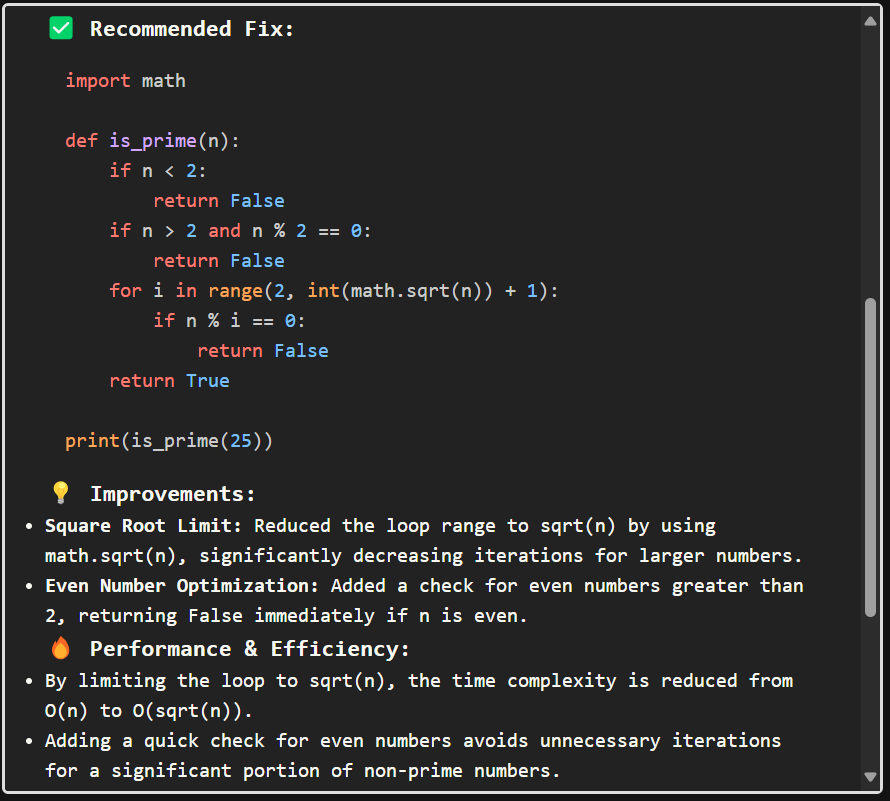 ✅ Recommended Fix:
import math
def is_prime(n):
    if n < 2:
        return False
    if n > 2 and n % 2 == 0:
        return False
    for i in range(2, int(math.sqrt(n)) + 1):
        if n % i == 0:
            return False
    return True
print(is_prime(25))
💡 Improvements:
• Square Root Limit: Reduced the loop range to sqrt(n) by using
math.sqrt(n), significantly decreasing iterations for larger numbers.
• Even Number Optimization: Added a check for even numbers greater than
2, returning False immediately if n is even.
🔥 Performance & Efficiency:
• By limiting the loop to sqrt(n), the time complexity is reduced from
O(n) to O(sqrt(n)).
• Adding a quick check for even numbers avoids unnecessary iterations
for a significant portion of non-prime numbers.